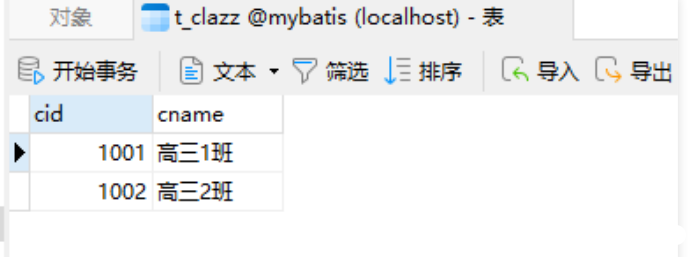 对象 t_clazz @mybatis (localhost) - 表
开始事务 文本 筛选 排序 导入 导出
cid cname
1001 高三1班
1002 高三2班